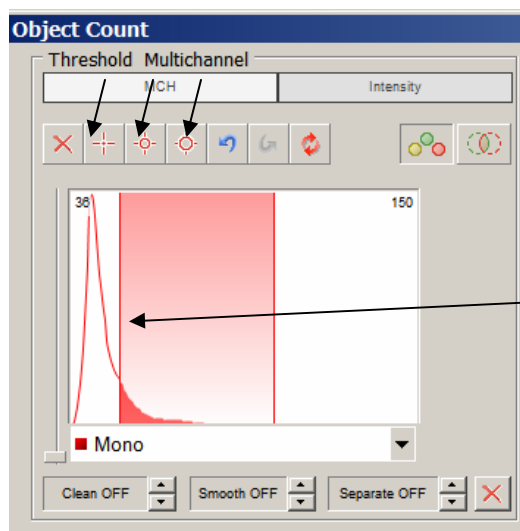 Object Count
Threshold Multichannel
MCH Intensity
36 150
Mono
Clean OFF Smooth OFF Separate OFF